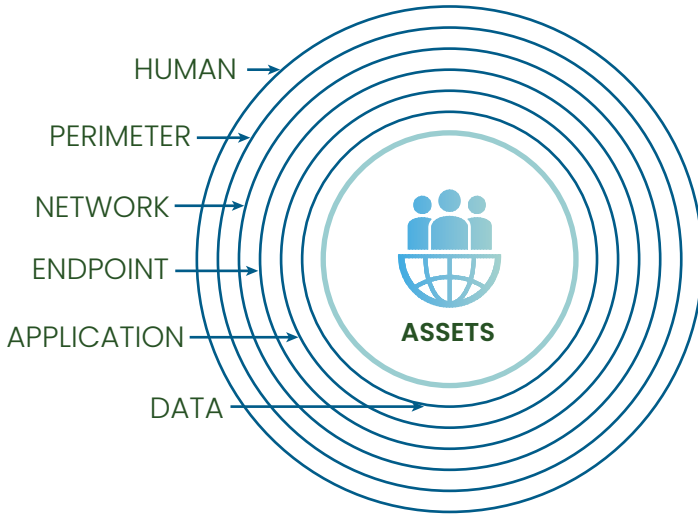 HUMAN
PERIMETER
NETWORK
ENDPOINT
APPLICATION
DATA
ASSETS